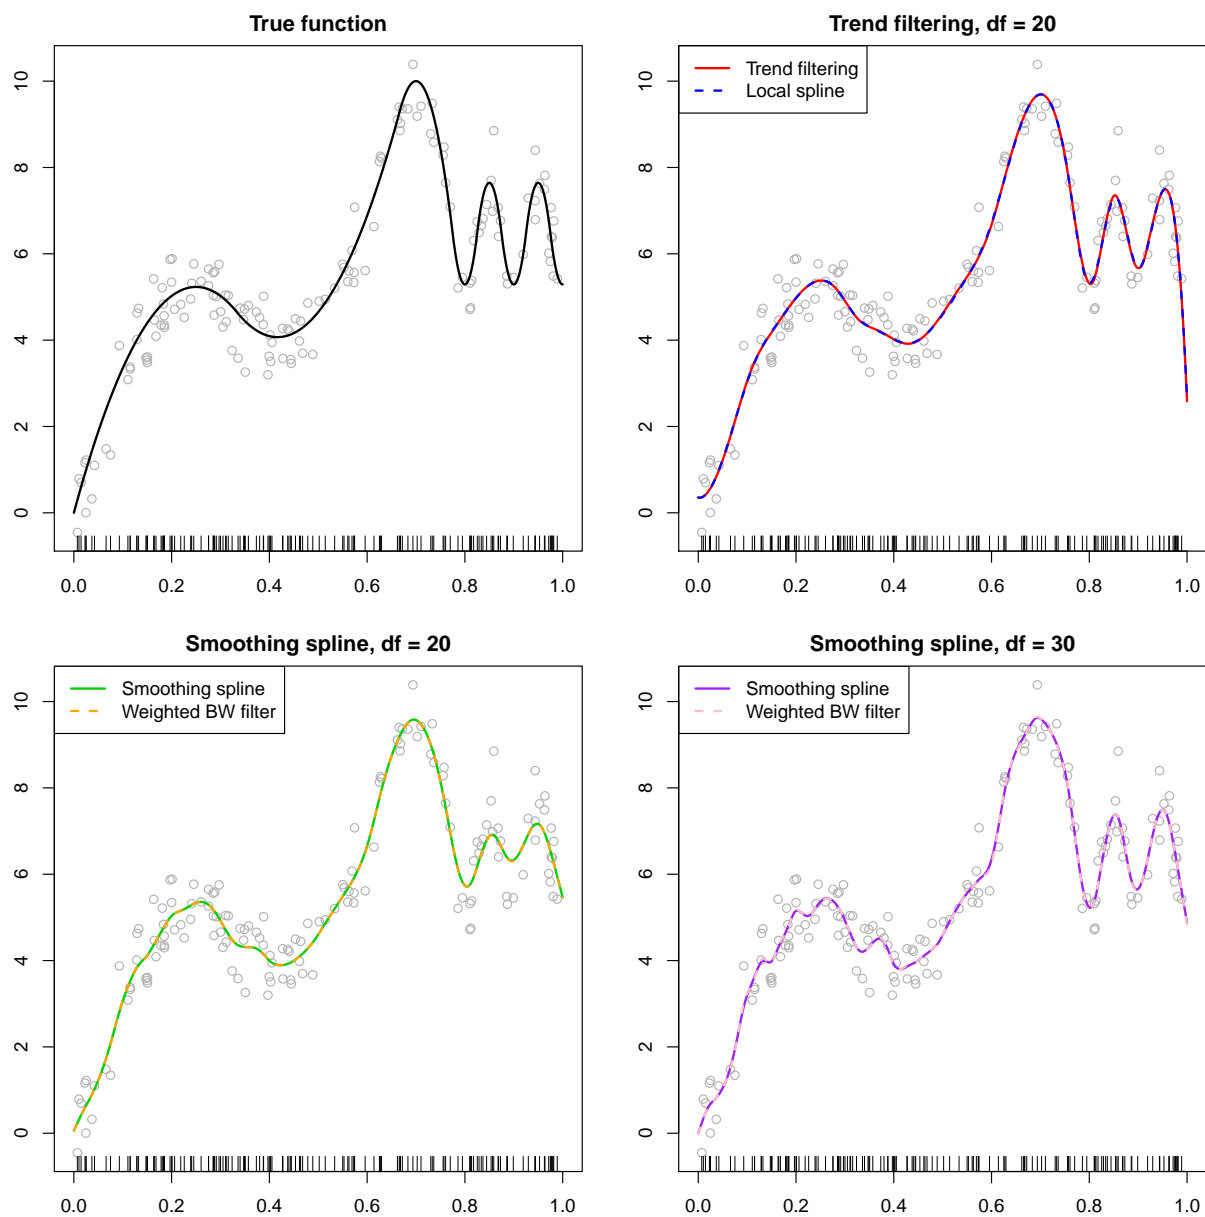 True function
10
8
6
4
2
0
0.0 0.2 0.4 0.6 0.8 1.0
Trend filtering, df = 20
Trend filtering
Local spline
10
8
6
4
2
0
0.0 0.2 0.4 0.6 0.8 1.0
Smoothing spline, df = 20
Smoothing spline
Weighted BW filter
10
8
6
4
2
0
0.0 0.2 0.4 0.6 0.8 1.0
Smoothing spline, df = 30
Smoothing spline
Weighted BW filter
10
8
6
4
2
0
0.0 0.2 0.4 0.6 0.8 1.0